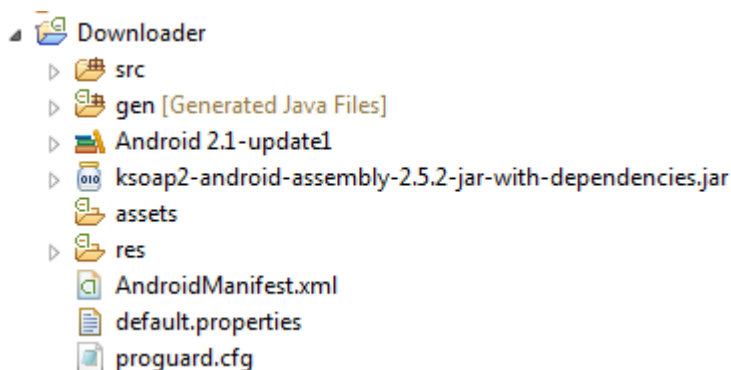 Downloader
src
gen [Generated Java Files]
Android 2.1-update1
ksoap2-android-assembly-2.5.2-jar-with-dependencies.jar
assets
res
AndroidManifest.xml
default.properties
proguard.cfg